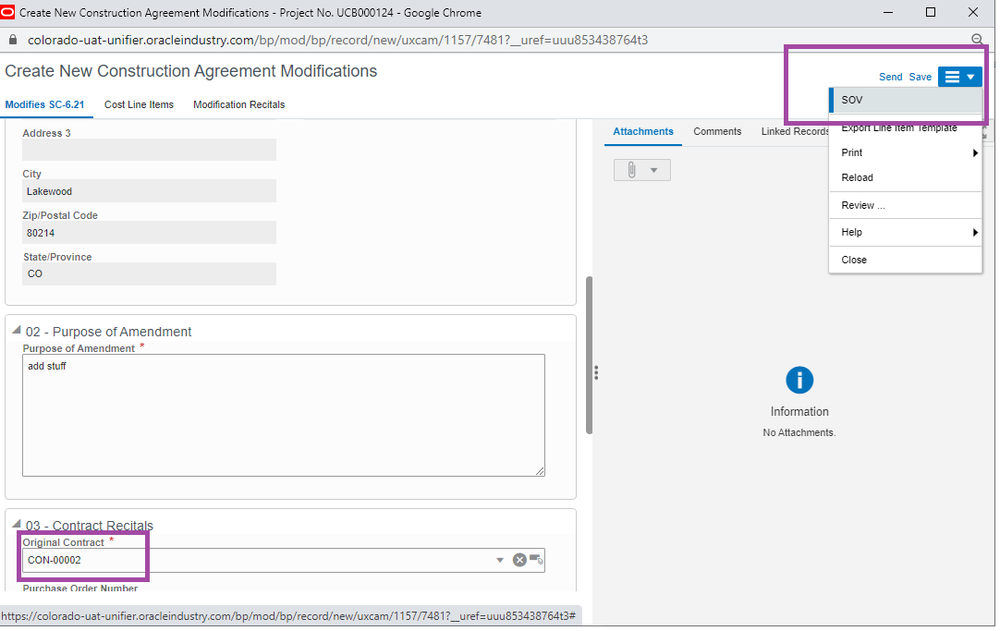 Create New Construction Agreement Modifications - Project No. UCB000124 - Google Chrome
colorado-uat-unifier.oracleindustry.com/bp/mod/bp/record/new/uxcam/1157/7481?__uref=uuu853438764t3
Create New Construction Agreement Modifications
Send Save
Modifies SC-6.21 Cost Line Items Modification Recitals
SOV
Export Line Item Template
Print
Reload
Review ...
Help
Close
Address 3
City
Lakewood
Zip/Postal Code
80214
State/Province
CO
02 - Purpose of Amendment
Purpose of Amendment *
add stuff
03 - Contract Recitals
Original Contract *
CON-00002
Purchase Order Number
Attachments Comments Linked Records
Information
No Attachments.
https://colorado-uat-unifier.oracleindustry.com/bp/mod/bp/record/new/uxcam/1157/7481?__uref=uuu853438764t3#